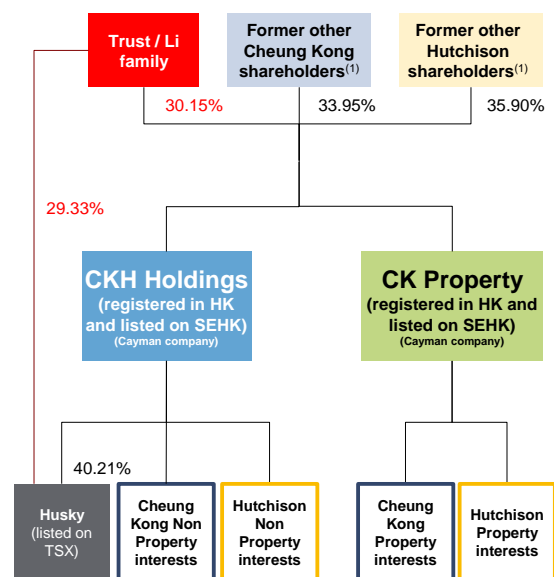 Trust / Li
family
Former other
Cheung Kong
shareholders(1)
Former other
Hutchison
shareholders(1)
30.15%
33.95%
35.90%
29.33%
CKH Holdings
(registered in HK
and listed on SEHK)
(Cayman company)
CK Property
(registered in HK and
listed on SEHK)
(Cayman company)
40.21%
Husky
(listed on
TSX)
Cheung
Kong Non
Property
interests
Hutchison
Non
Property
interests
Cheung
Kong
Property
interests
Hutchison
Property
interests